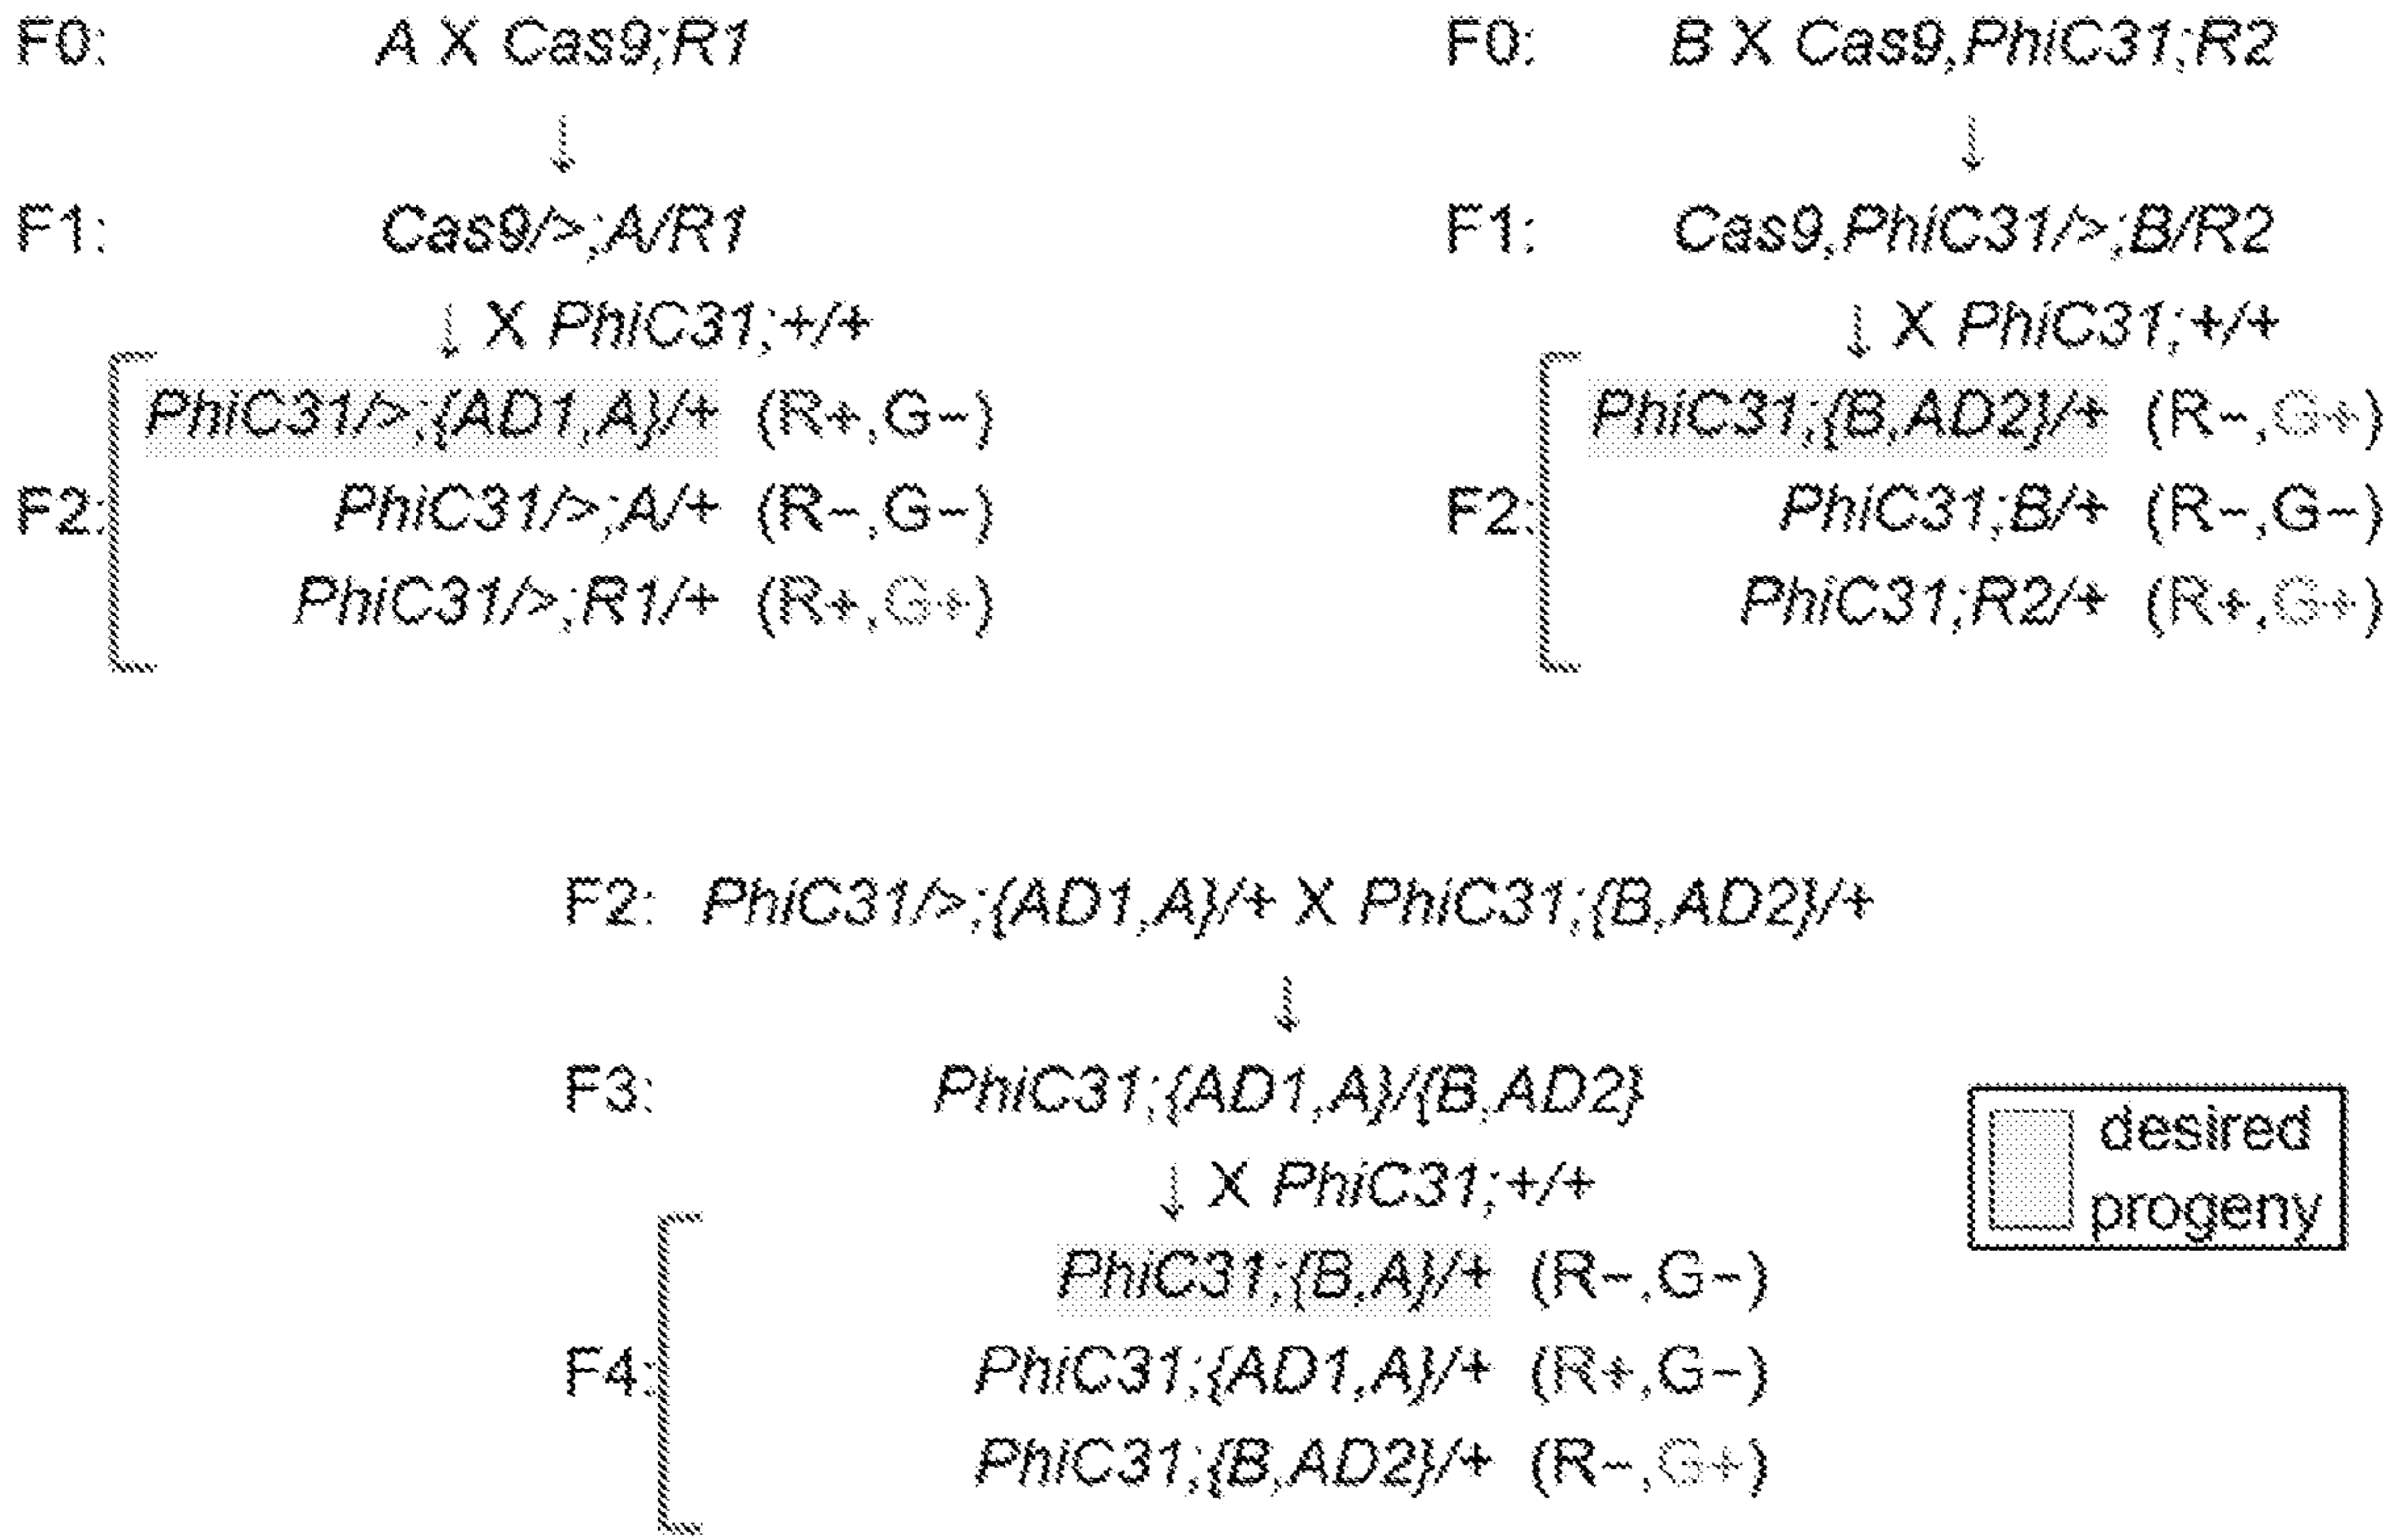 F0: A X Cas9;R1
↓
F1: Cas9/>;A/R1
↓ X PhiC31;+/+
PhiC31/>;{AD1,A}/+ (R+,G−)
F2: PhiC31/>;A/+ (R−,G−)
PhiC31/>;R1/+ (R+,G+)
F0: B X Cas9,PhiC31;R2
↓
F1: Cas9,PhiC31/>;B/R2
↓ X PhiC31;+/+
PhiC31;{B,AD2}/+ (R−,G+)
F2: PhiC31;B/+ (R−,G−)
PhiC31;R2/+ (R+,G+)
F2: PhiC31/>;{AD1,A}/+ X PhiC31;{B,AD2}/+
↓
F3: PhiC31;{AD1,A}/{B,AD2}
↓ X PhiC31;+/+
PhiC31;{B,A}/+ (R−,G−)
F4: PhiC31;{AD1,A}/+ (R+,G−)
PhiC31;{B,AD2}/+ (R−,G+)
desired
progeny